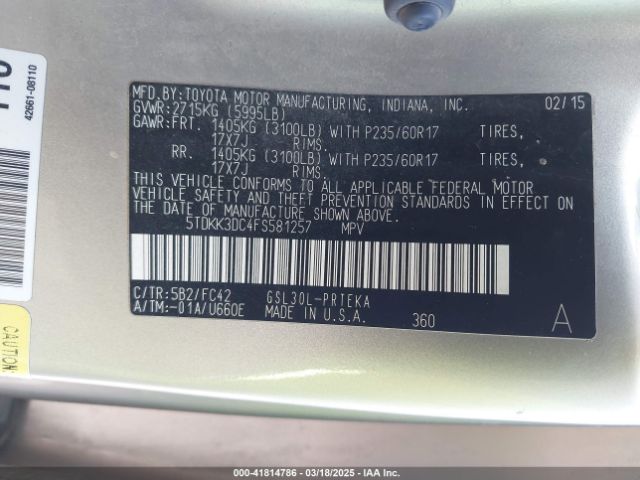 MFD.BY:TOYOTA MOTOR MANUFACTURING, INDIANA, INC. 02/15
GVWR:2715KG (5995LB)
GAWR:FRT. 1405KG (3100LB) WITH P235/60R17 TIRES,
17X7J RIMS.
RR. 1405KG (3100LB) WITH P235/60R17 TIRES,
17X7J RIMS.
THIS VEHICLE CONFORMS TO ALL APPLICABLE FEDERAL MOTOR
VEHICLE SAFETY, BUMPER, AND THEFT PREVENTION STANDARDS
IN EFFECT ON THE DATE OF MANUFACTURE SHOWN ABOVE.
5TDKK3DC4FS581257 MPV
C/TR:5B2/FC42 GSL30L-PRTEKA
A/TM:-01A/U660E MADE IN U.S.A. 360 A
42661-08110
CAUTION:
000-41814786 - 03/18/2025 - IAA Inc.